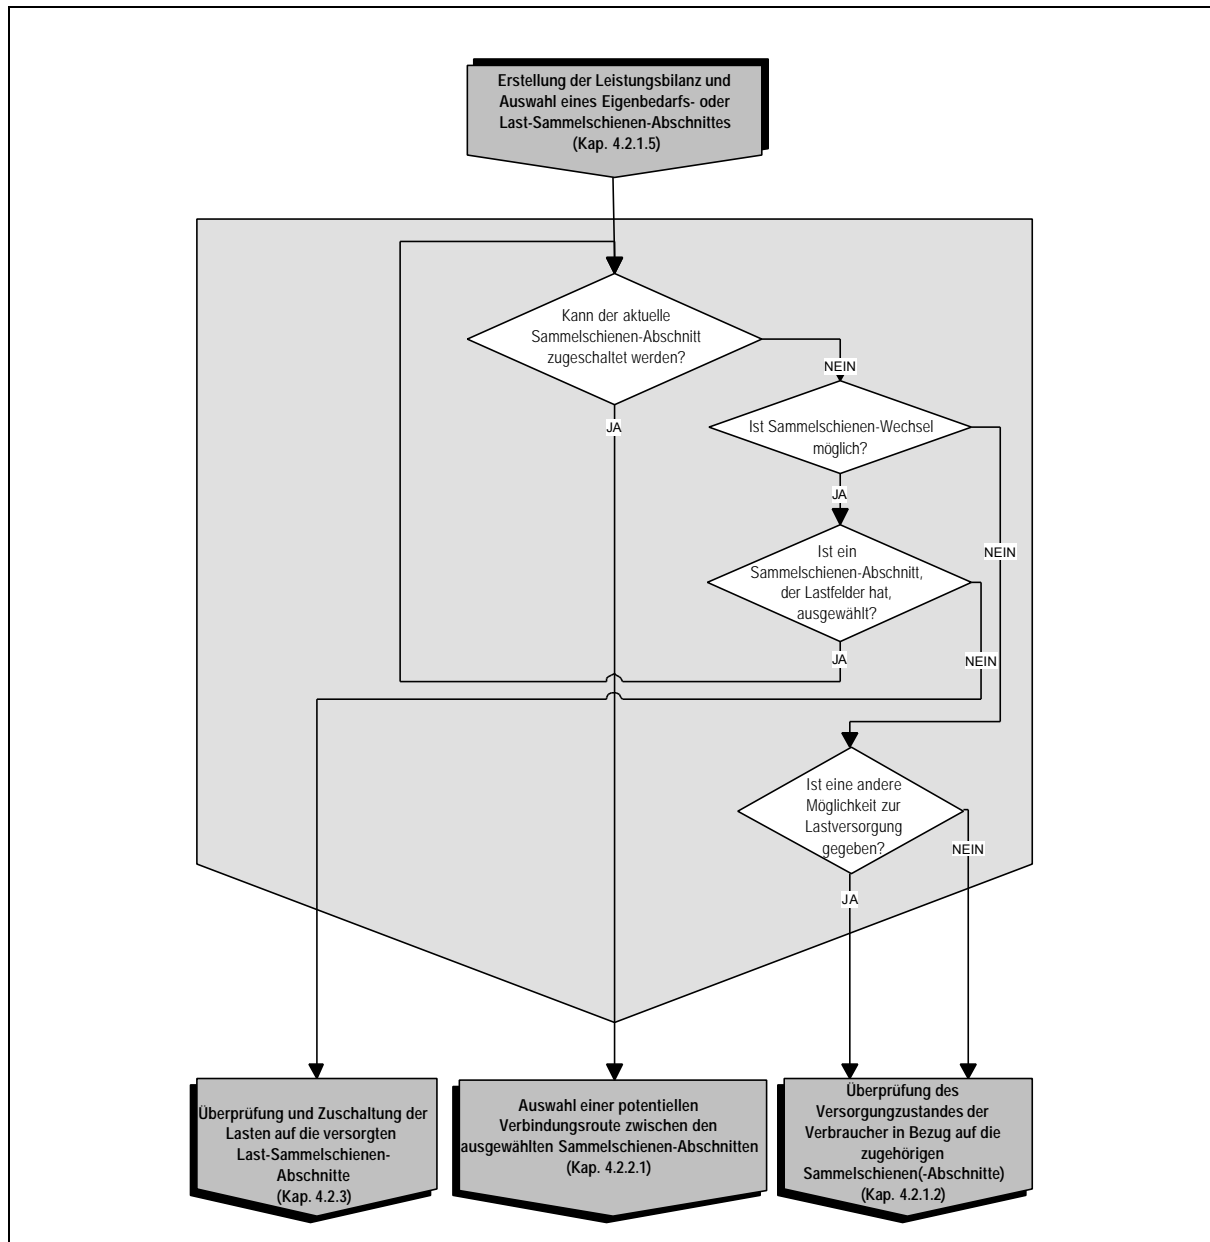 Erstellung der Leistungsbilanz und
Auswahl eines Eigenbedarfs- oder
Last-Sammelschienen-Abschnittes
(Kap. 4.2.1.5)
Kann der aktuelle
Sammelschienen-Abschnitt
zugeschaltet werden?
NEIN
JA
Ist Sammelschienen-Wechsel
möglich?
JA
NEIN
Ist ein
Sammelschienen-Abschnitt,
der Lastfelder hat,
ausgewählt?
JA
NEIN
Ist eine andere
Möglichkeit zur
Lastversorgung
gegeben?
NEIN
JA
Überprüfung und Zuschaltung der
Lasten auf die versorgten
Last-Sammelschienen-
Abschnitte
(Kap. 4.2.3)
Auswahl einer potentiellen
Verbindungsroute zwischen den
ausgewählten Sammelschienen-Abschnitten
(Kap. 4.2.2.1)
Überprüfung des
Versorgungzustandes der
Verbraucher in Bezug auf die
zugehörigen
Sammelschienen(-Abschnitte)
(Kap. 4.2.1.2)